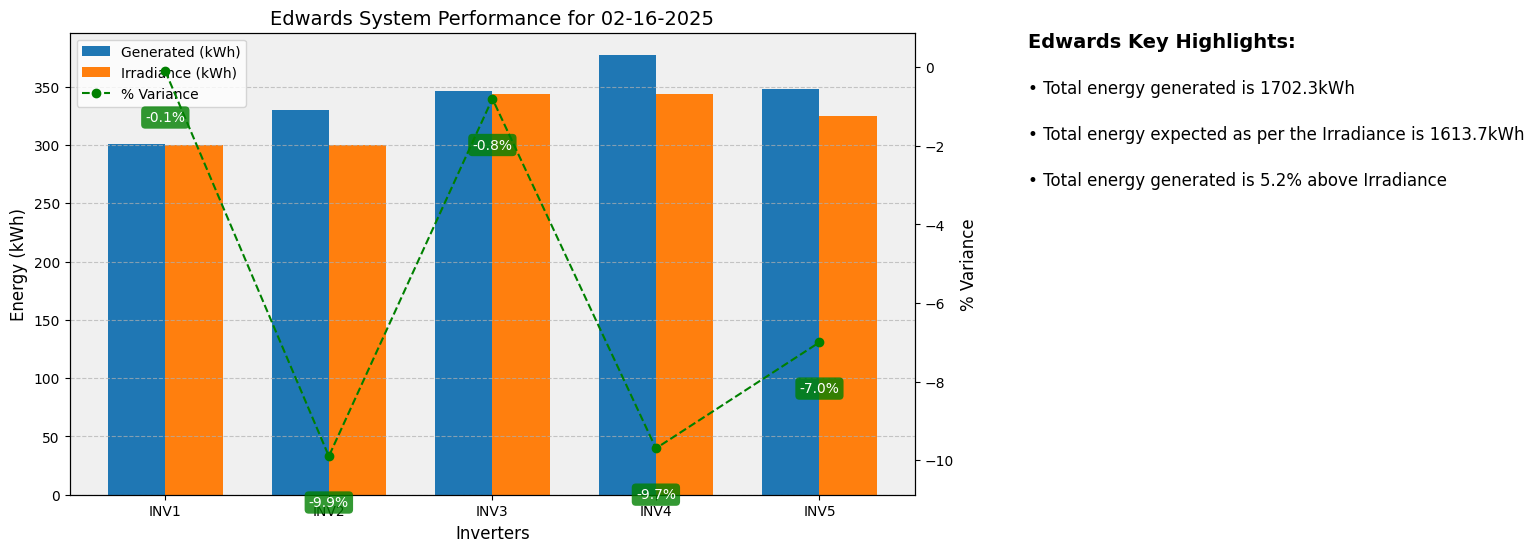 Edwards System Performance for 02-16-2025
Generated (kWh)
Irradiance (kWh)
% Variance
Energy (kWh)
350
300
250
200
150
100
50
0
-0.1%
-9.9%
-0.8%
-9.7%
-7.0%
0
−2
−4
−6
−8
−10
% Variance
INV1
INV2
INV3
INV4
INV5
Inverters
Edwards Key Highlights:
• Total energy generated is 1702.3kWh
• Total energy expected as per the Irradiance is 1613.7kWh
• Total energy generated is 5.2% above Irradiance